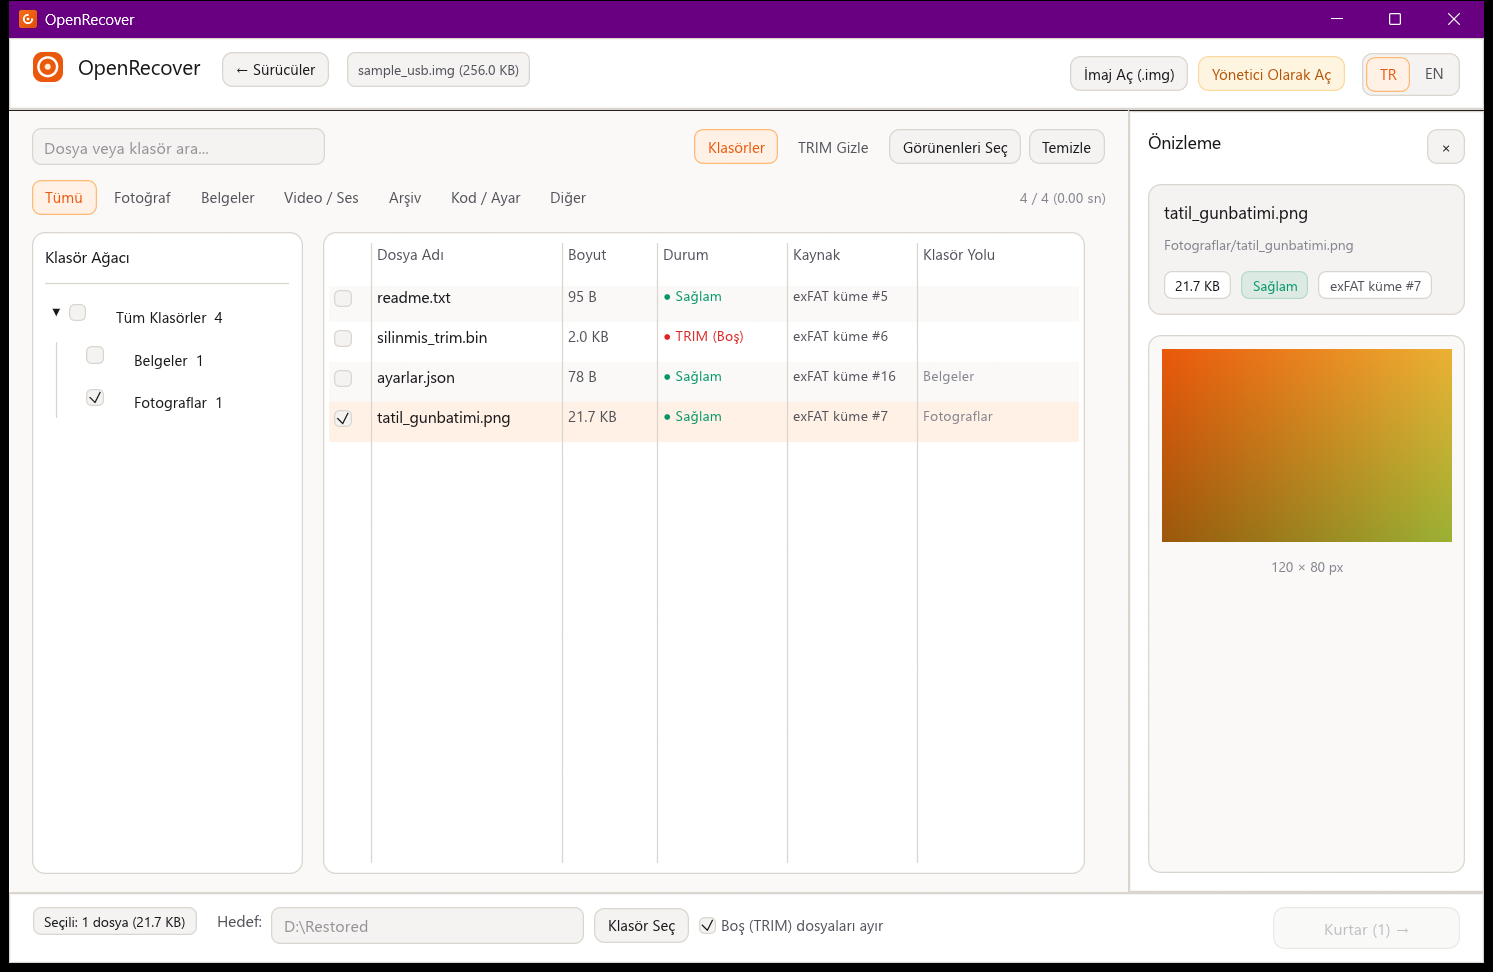 OpenRecover
OpenRecover
← Sürücüler
sample_usb.img (256.0 KB)
İmaj Aç (.img)
Yönetici Olarak Aç
TR
EN
Dosya veya klasör ara...
Klasörler
TRIM Gizle
Görünenleri Seç
Temizle
Tümü
Fotoğraf
Belgeler
Video / Ses
Arşiv
Kod / Ayar
Diğer
4 / 4 (0.00 sn)
Klasör Ağacı
▼ Tüm Klasörler 4
Belgeler 1
Fotograflar 1
Dosya Adı Boyut Durum Kaynak Klasör Yolu
readme.txt 95 B ● Sağlam exFAT küme #5
silinmis_trim.bin 2.0 KB ● TRIM (Boş) exFAT küme #6
ayarlar.json 78 B ● Sağlam exFAT küme #16 Belgeler
tatil_gunbatimi.png 21.7 KB ● Sağlam exFAT küme #7 Fotograflar
Önizleme
×
tatil_gunbatimi.png
Fotograflar/tatil_gunbatimi.png
21.7 KB
Sağlam
exFAT küme #7
120 × 80 px
Seçili: 1 dosya (21.7 KB)
Hedef:
D:\Restored
Klasör Seç
Boş (TRIM) dosyaları ayır
Kurtar (1) →